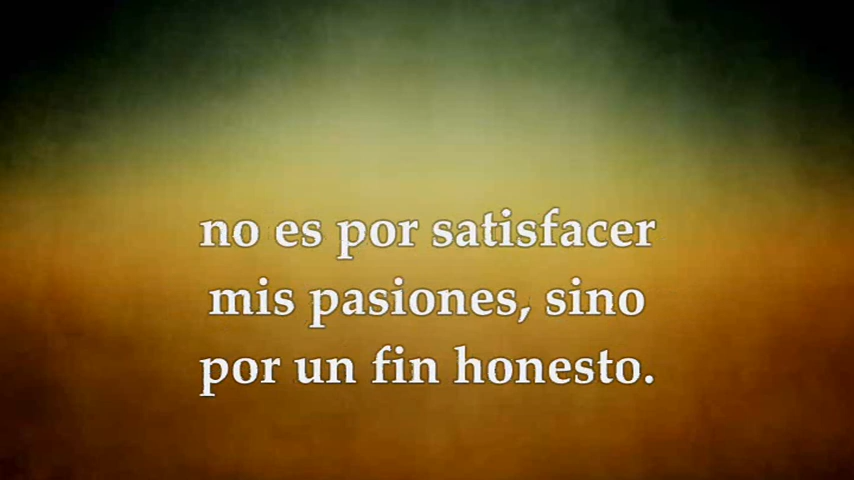 no es por satisfacer
mis pasiones, sino
por un fin honesto.